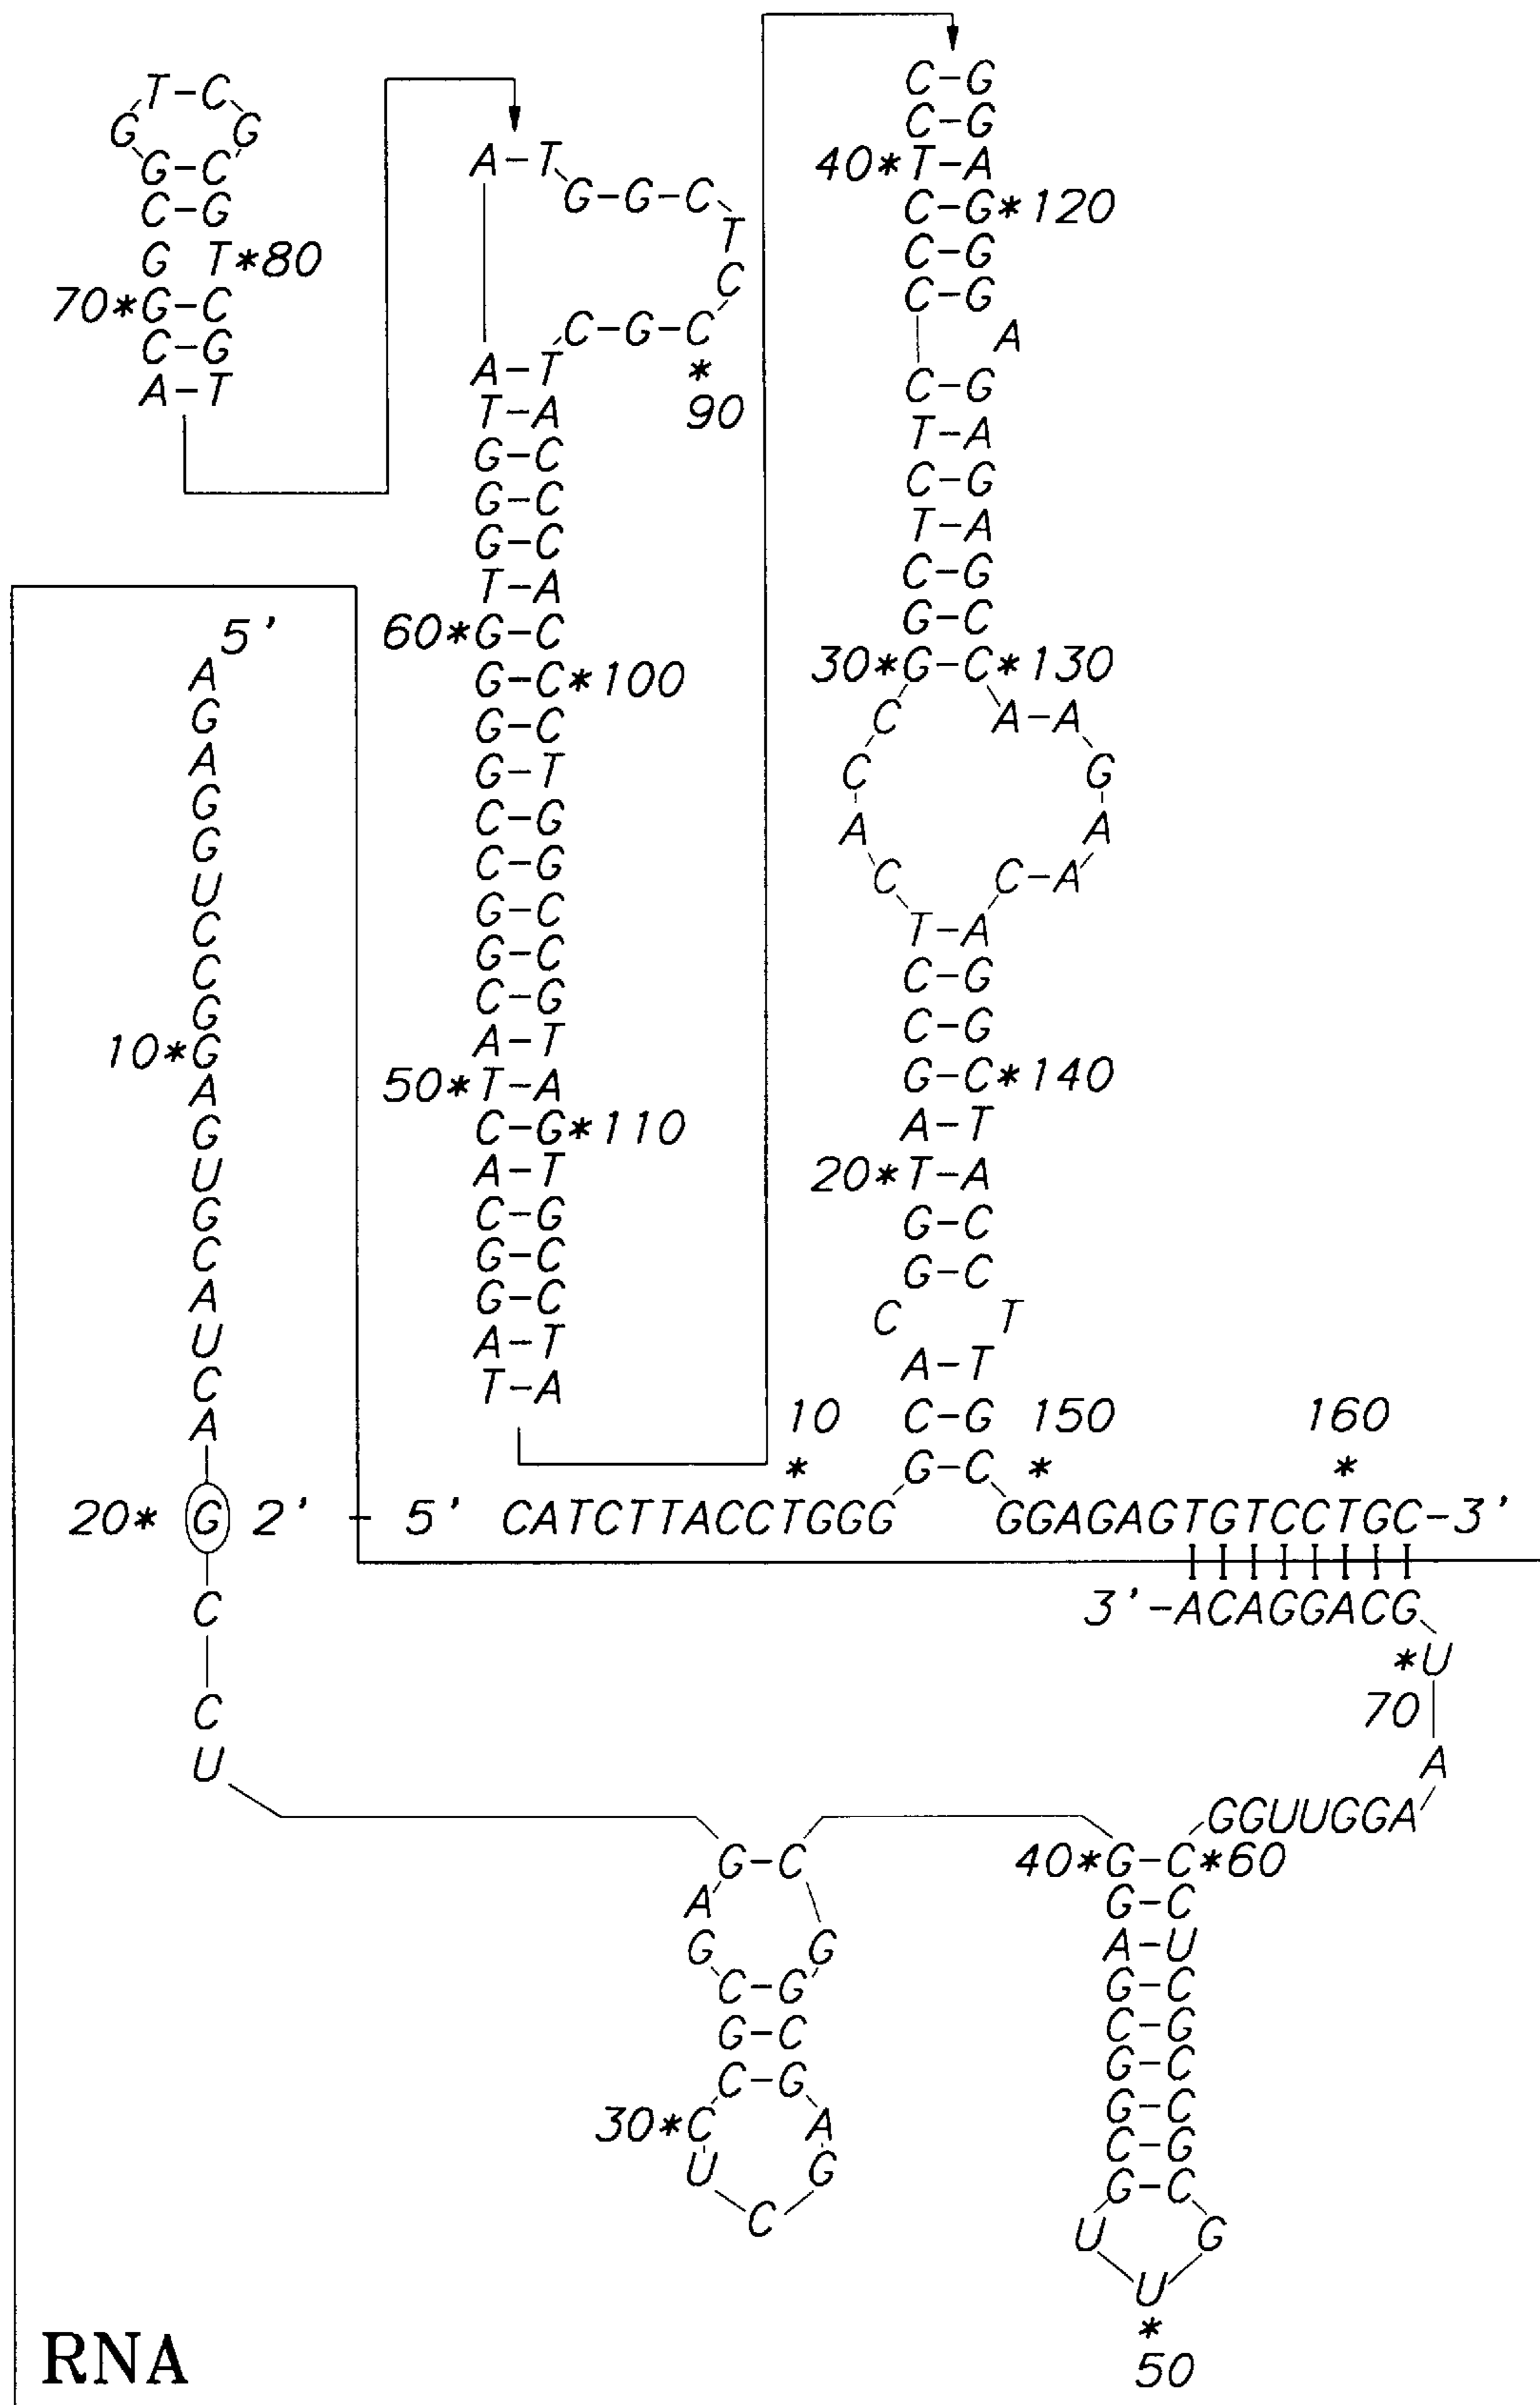 T-C
G G
G-C
C-G
G T*80
70*G-C
C-G
A-T
A-T
G-G-C
T
C
C-G-C
*
90
A-T
T-A
G-C
G-C
G-C
T-A
60*G-C
G-C*100
G-C
G-T
C-G
C-G
G-C
G-C
C-G
A-T
50*T-A
C-G*110
A-T
C-G
G-C
G-C
A-T
T-A
C-G
C-G
40*T-A
C-G*120
C-G
C-G
A
C-G
T-A
C-G
T-A
C-G
G-C
30*G-C*130
C A-A
C G
A A
C C-A
T-A
C-G
C-G
G-C*140
A-T
20*T-A
G-C
G-C
C T
A-T
C-G
G-C
10
*
150
*
160
*
5'
A
G
A
G
G
U
C
C
G
10*G
A
G
U
G
C
A
U
C
A
20* G 2' - 5' CATCTTACCTGGG GGAGAGTGTCCTGC-3'
3'-ACAGGACG
*U
70
A
GGUUGGA
C
C
U
G-C
A
G G
C-G
G-C
C-G
30*C A
U G
C
40*G-C*60
G-C
A-U
G-C
C-G
G-C
G-C
C-G
G-C
U G
U
*
50
RNA